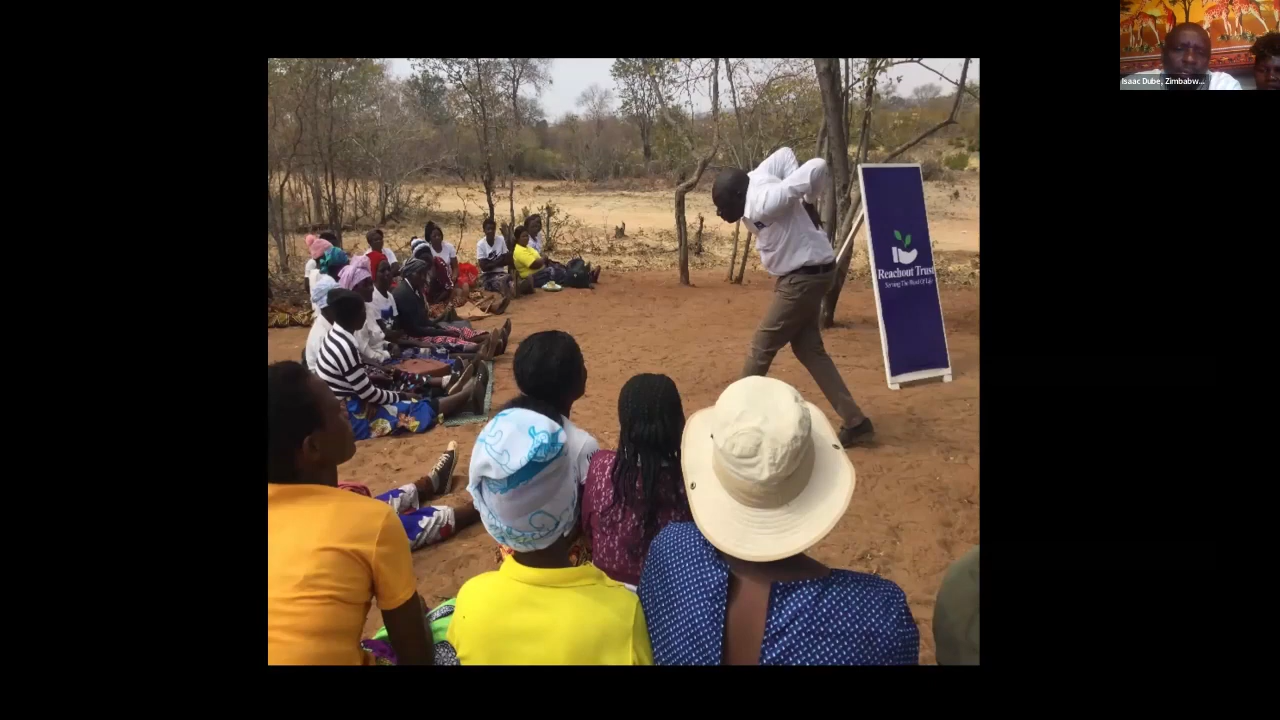 Isaac Dube, Zimbabw...
Reachout Trust
Serving The Word Of Life